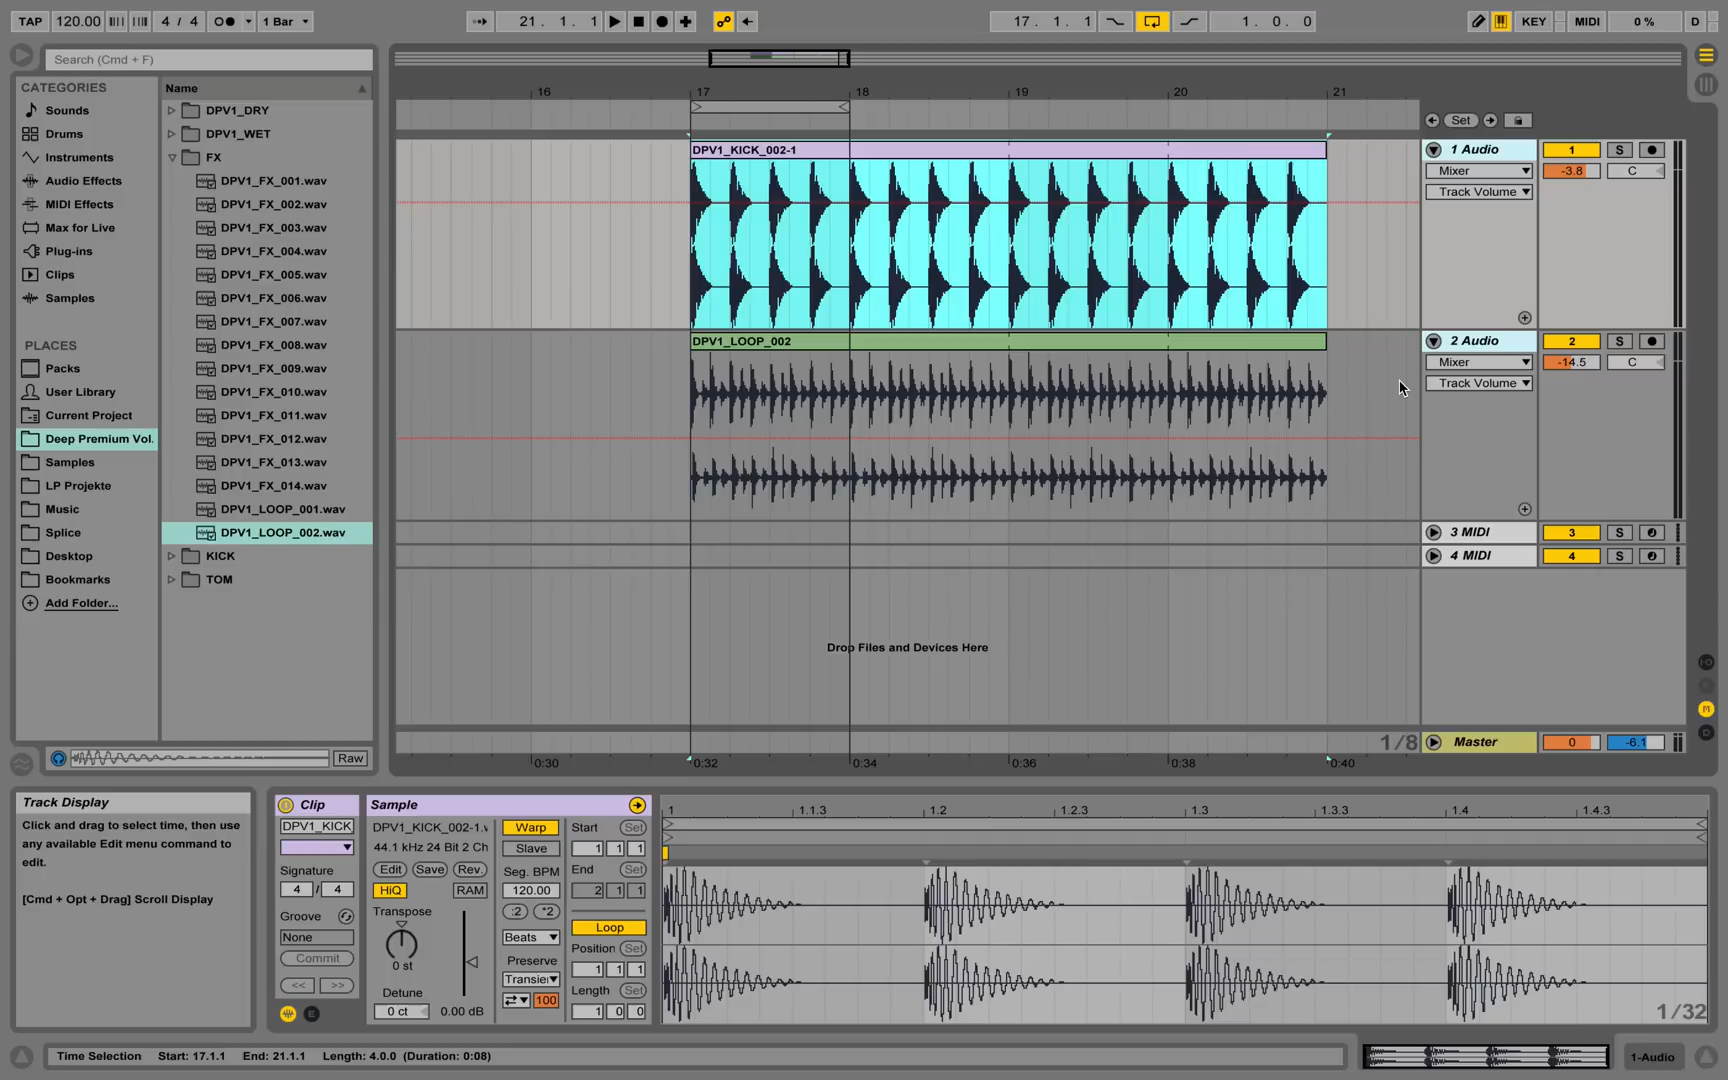 TAP 120.00 4 / 4 1 Bar 21. 1. 1 17. 1. 1 1. 0. 0 KEY MIDI 0 % D
Search (Cmd + F)
CATEGORIES
Sounds
Drums
Instruments
Audio Effects
MIDI Effects
Max for Live
Plug-ins
Clips
Samples
PLACES
Packs
User Library
Current Project
Deep Premium Vol.
Samples
LP Projekte
Music
Splice
Desktop
Bookmarks
Add Folder...
Name
DPV1_DRY
DPV1_WET
FX
DPV1_FX_001.wav
DPV1_FX_002.wav
DPV1_FX_003.wav
DPV1_FX_004.wav
DPV1_FX_005.wav
DPV1_FX_006.wav
DPV1_FX_007.wav
DPV1_FX_008.wav
DPV1_FX_009.wav
DPV1_FX_010.wav
DPV1_FX_011.wav
DPV1_FX_012.wav
DPV1_FX_013.wav
DPV1_FX_014.wav
DPV1_LOOP_001.wav
DPV1_LOOP_002.wav
KICK
TOM
Raw
16 17 18 19 20 21
Set
DPV1_KICK_002-1
1 Audio 1 S
Mixer -3.8 C
Track Volume
DPV1_LOOP_002
2 Audio 2 S
Mixer -14.5 C
Track Volume
3 MIDI 3 S
4 MIDI 4 S
Drop Files and Devices Here
1/8 Master 0 -6.1
0:30 0:32 0:34 0:36 0:38 0:40
Track Display
Click and drag to select time, then use
any available Edit menu command to
edit.
[Cmd + Opt + Drag] Scroll Display
Clip
DPV1_KICK
Signature
4 / 4
Groove
None
Commit
<< >>
E
Sample
DPV1_KICK_002-1.
44.1 kHz 24 Bit 2 Ch
Edit Save Rev.
HiQ RAM
Transpose
0 st
Detune
0 ct 0.00 dB
Warp
Slave
Seg. BPM
120.00
:2 *2
Beats
Preserve
Transie
100
Start Set
1 1 1
End Set
2 1 1
Loop
Position Set
1 1 1
Length Set
1 0 0
1 1.1.3 1.2 1.2.3 1.3 1.3.3 1.4 1.4.3
1/32
Time Selection Start: 17.1.1 End: 21.1.1 Length: 4.0.0 (Duration: 0:08)
1-Audio